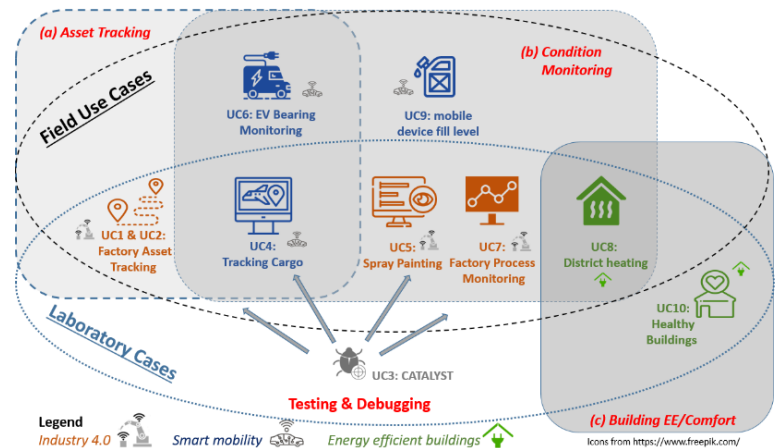 (a) Asset Tracking
(b) Condition
Monitoring
Field Use Cases
UC6: EV Bearing
Monitoring
UC9: mobile
device fill level
UC1 & UC2:
Factory Asset
Tracking
UC4:
Tracking Cargo
UC5:
Spray Painting
UC7:
Factory Process
Monitoring
UC8:
District heating
UC10:
Healthy
Buildings
Laboratory Cases
UC3: CATALYST
Testing & Debugging
(c) Building EE/Comfort
Legend
Industry 4.0
Smart mobility
Energy efficient buildings
Icons from https://www.freepik.com/